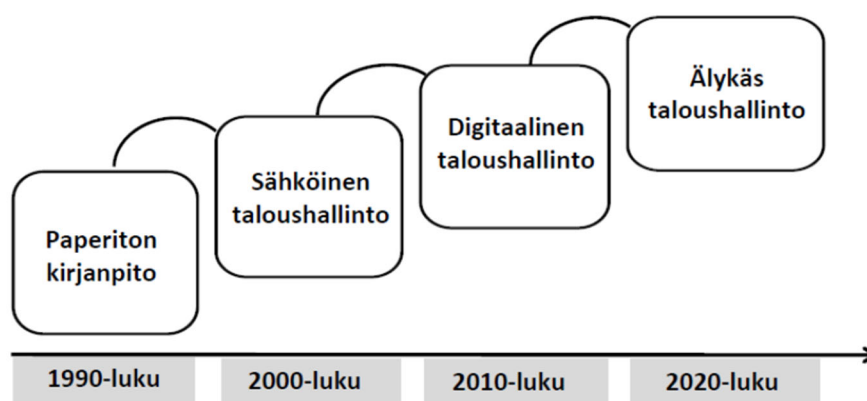 Paperiton
kirjanpito
Sähköinen
taloushallinto
Digitaalinen
taloushallinto
Älykäs
taloushallinto
1990-luku
2000-luku
2010-luku
2020-luku